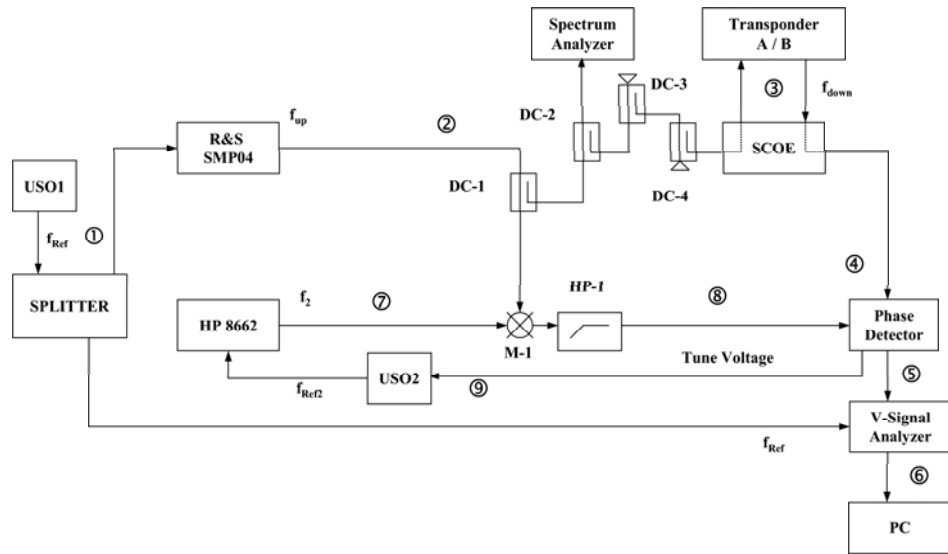 Spectrum
Analyzer
Transponder
A / B
DC-3
③
f_down
DC-2
f_up
②
R&S
SMP04
SCOE
DC-1
DC-4
USO1
f_Ref
①
④
SPLITTER
HP 8662
f_2
⑦
HP-1
⑧
Phase
Detector
M-1
Tune Voltage
f_Ref2
USO2
⑨
⑤
V-Signal
Analyzer
f_Ref
⑥
PC